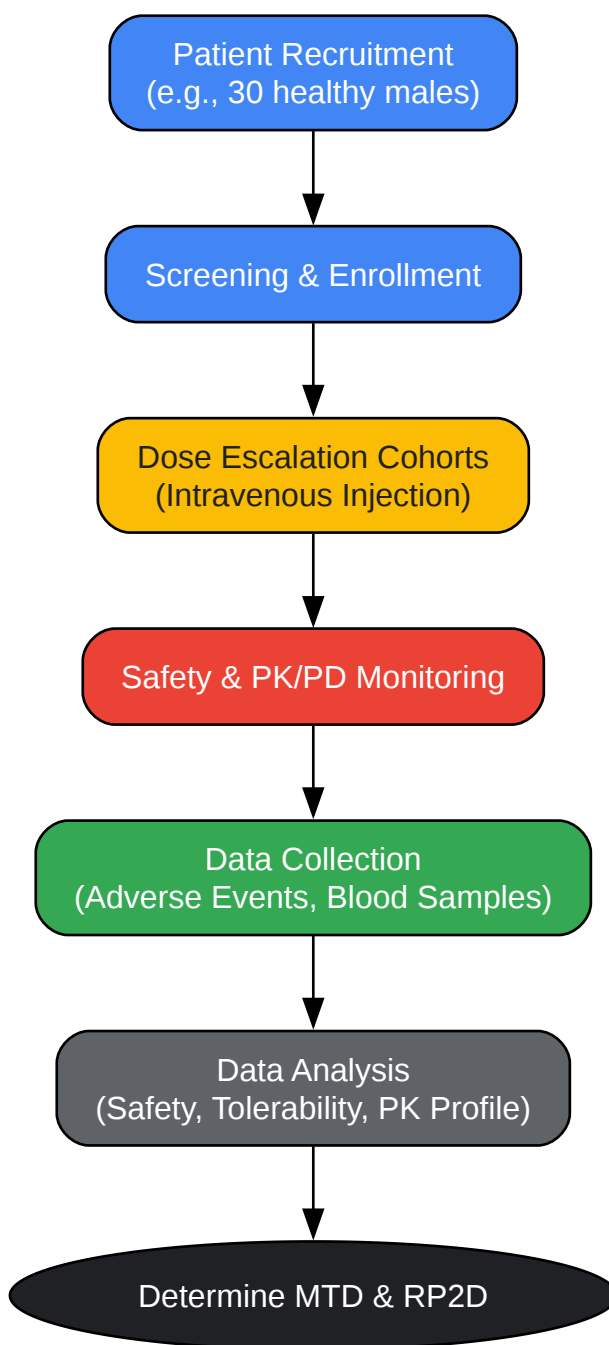 Patient Recruitment
(e.g., 30 healthy males)
Screening & Enrollment
Dose Escalation Cohorts
(Intravenous Injection)
Safety & PK/PD Monitoring
Data Collection
(Adverse Events, Blood Samples)
Data Analysis
(Safety, Tolerability, PK Profile)
Determine MTD & RP2D